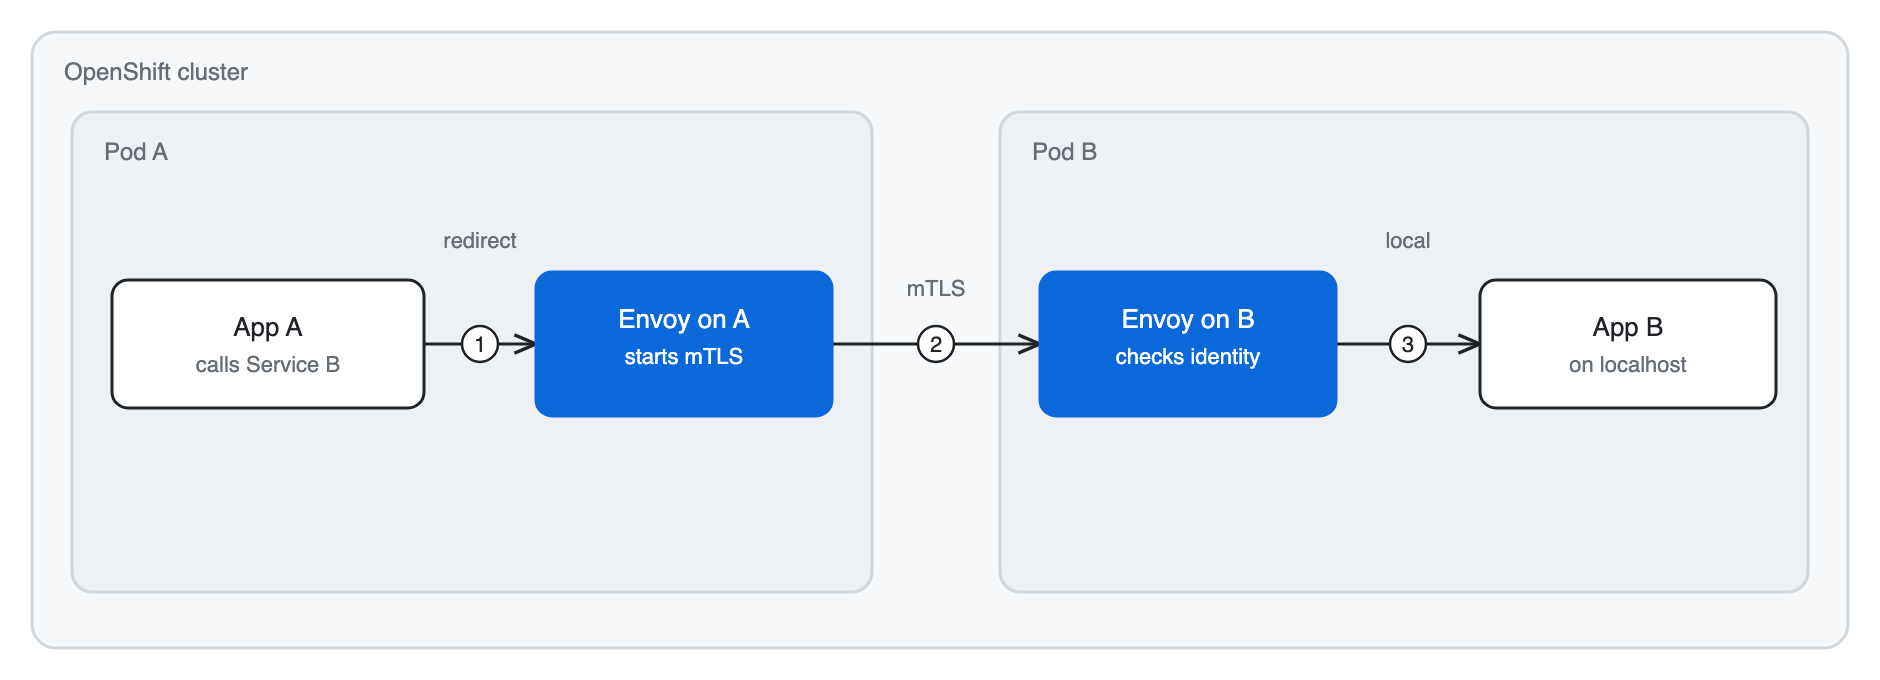 OpenShift cluster
Pod A
Pod B
redirect
local
mTLS
App A
calls Service B
1
Envoy on A
starts mTLS
2
Envoy on B
checks identity
3
App B
on localhost